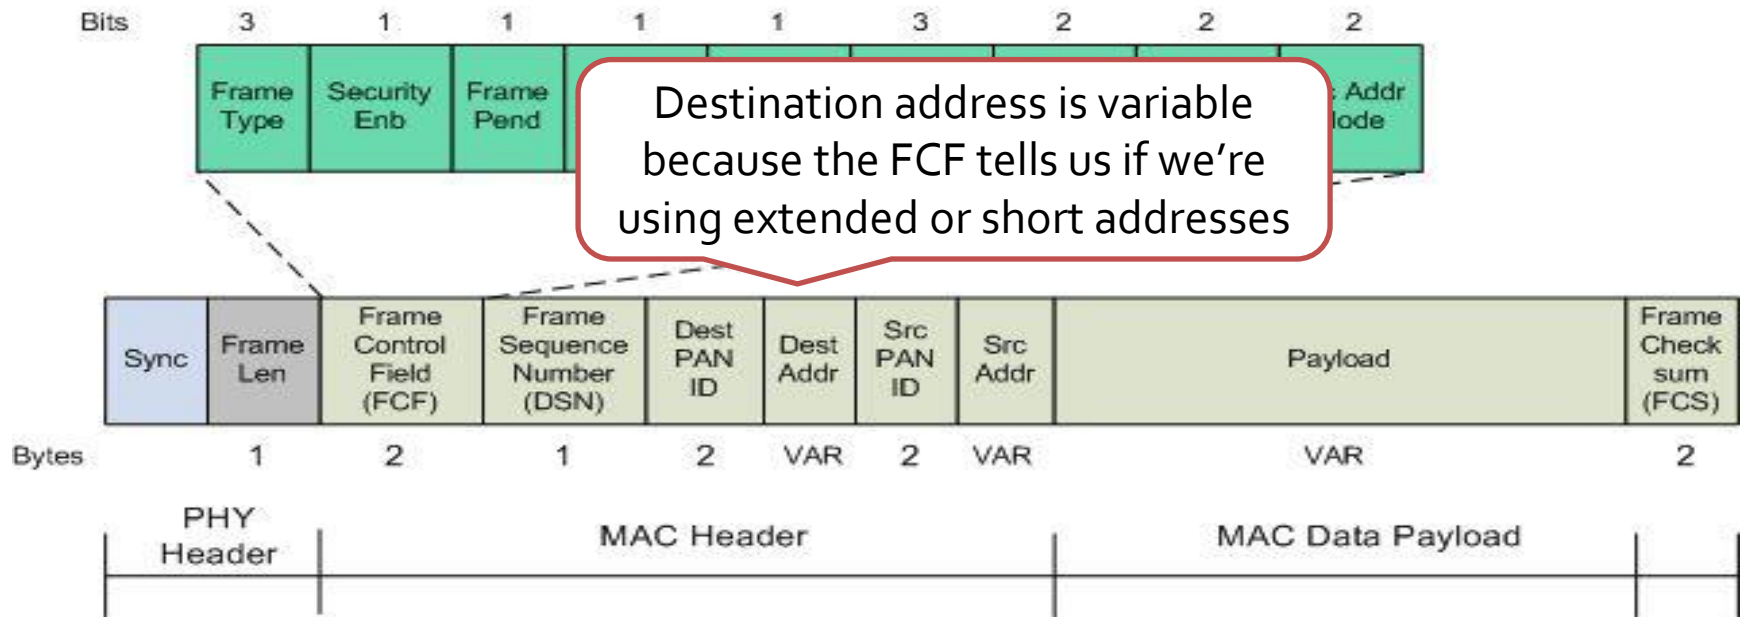 Bits 3 1 1 1 1 3 2 2 2
Frame
Type
Security
Enb
Frame
Pend
Addr
Destination address is variable
because the FCF tells us if we’re
using extended or short addresses
Sync
Frame
Len
Frame
Control
Field
(FCF)
Frame
Sequence
Number
(DSN)
Dest
PAN
ID
Dest
Addr
Src
PAN
ID
Src
Addr
Payload
Frame
Check
sum
(FCS)
Bytes 1 2 1 2 VAR 2 VAR VAR 2
PHY
Header
MAC Header
MAC Data Payload